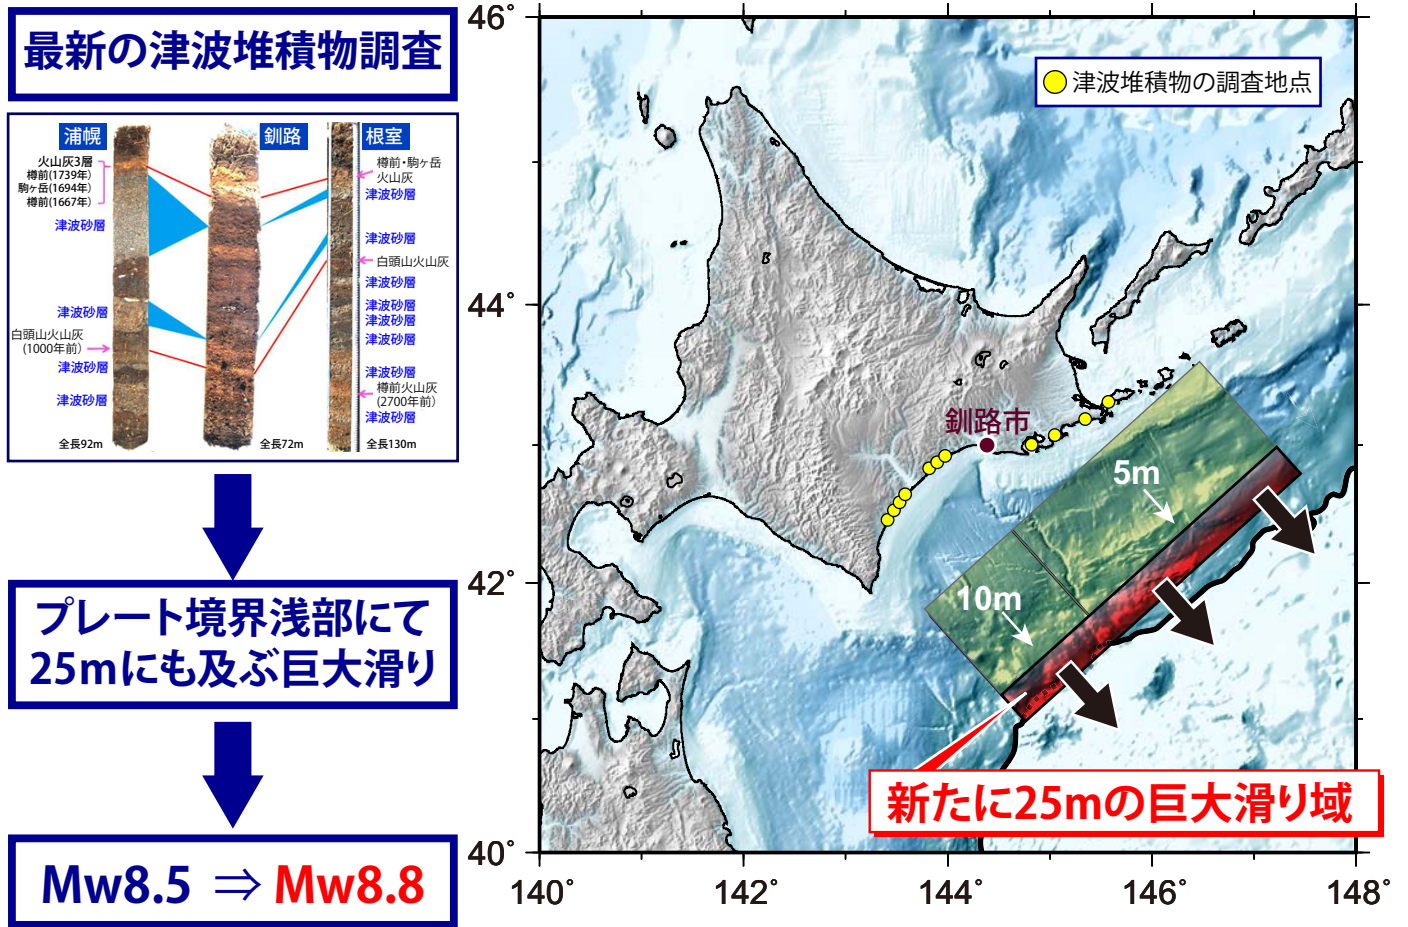 最新の津波堆積物調査
浦幌
釧路
根室
火山灰3層
樽前(1739年)
駒ヶ岳(1694年)
樽前(1667年)
津波砂層
津波砂層
白頭山火山灰
(1000年前)
津波砂層
津波砂層
樽前・駒ヶ岳
火山灰
津波砂層
津波砂層
白頭山火山灰
津波砂層
津波砂層
津波砂層
津波砂層
津波砂層
樽前火山灰
(2700年前)
津波砂層
全長92m
全長72m
全長130m
プレート境界浅部にて
25mにも及ぶ巨大滑り
Mw8.5 ⇒ Mw8.8
津波堆積物の調査地点
釧路市
5m
10m
新たに25mの巨大滑り域
46°
44°
42°
40°
140°
142°
144°
146°
148°